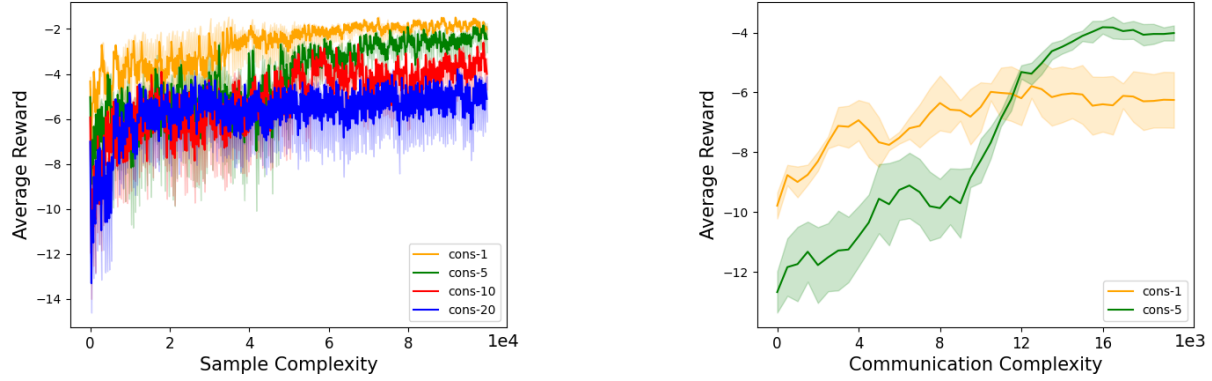 −2
−4
−6
−8
−10
−12
−14
Average Reward
0
2
4
6
8
1e4
Sample Complexity
cons-1
cons-5
cons-10
cons-20
−4
−6
−8
−10
−12
Average Reward
0
4
8
12
16
1e3
Communication Complexity
cons-1
cons-5